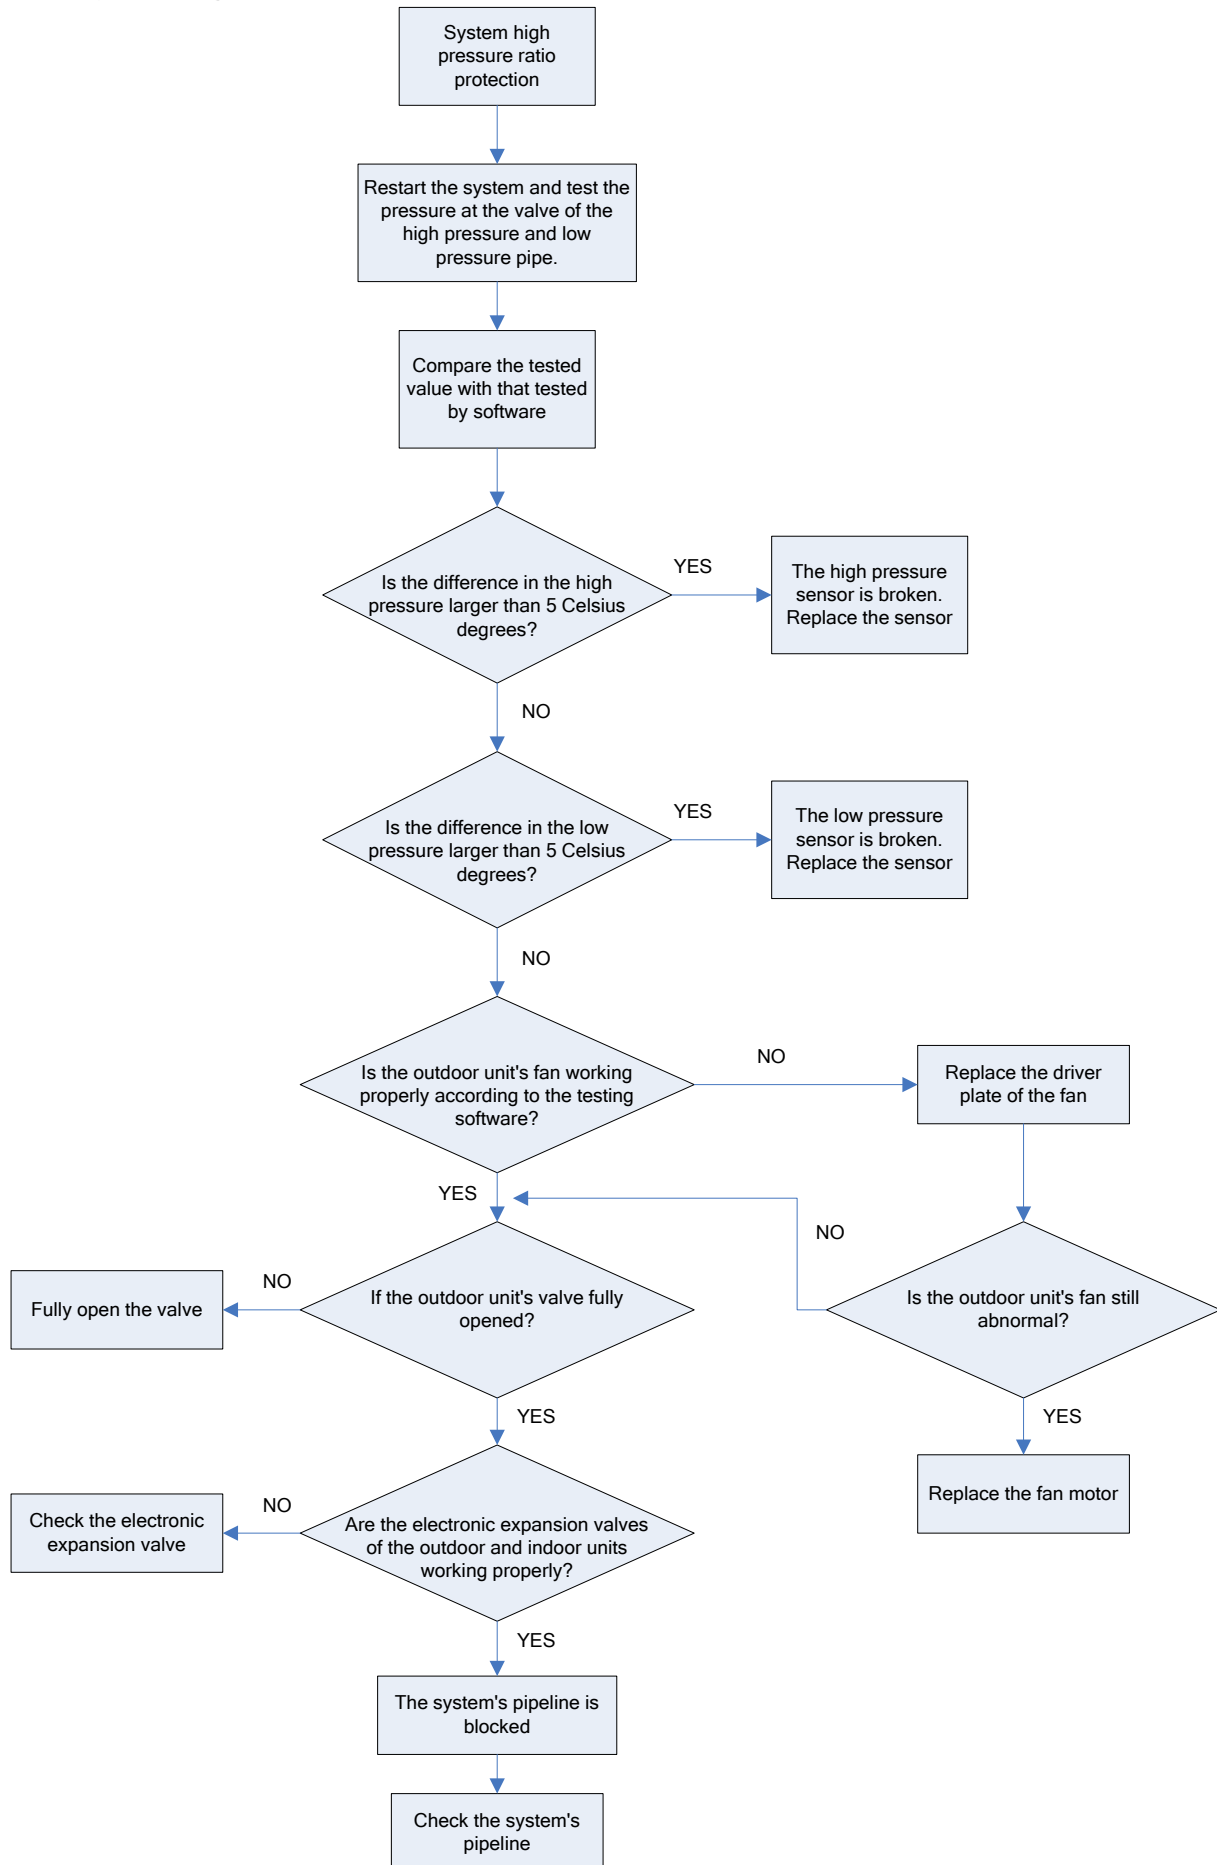 System high
pressure ratio
protection
Restart the system and test the
pressure at the valve of the
high pressure and low
pressure pipe.
Compare the tested
value with that tested
by software
Is the difference in the high
pressure larger than 5 Celsius
degrees?
YES
The high pressure
sensor is broken.
Replace the sensor
NO
Is the difference in the low
pressure larger than 5 Celsius
degrees?
YES
The low pressure
sensor is broken.
Replace the sensor
NO
Is the outdoor unit's fan working
properly according to the testing
software?
NO
Replace the driver
plate of the fan
YES
NO
Is the outdoor unit's fan still
abnormal?
YES
Replace the fan motor
If the outdoor unit's valve fully
opened?
NO
Fully open the valve
YES
Are the electronic expansion valves
of the outdoor and indoor units
working properly?
NO
Check the electronic
expansion valve
YES
The system's pipeline is
blocked
Check the system's
pipeline